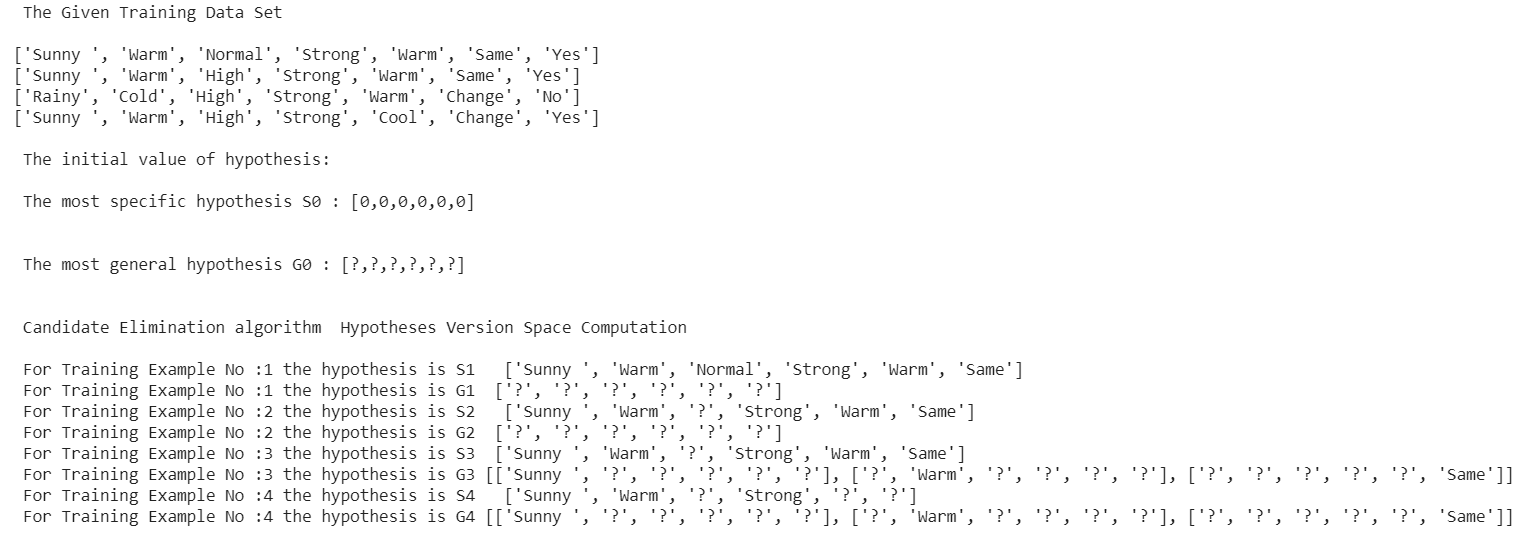 The Given Training Data Set
['Sunny ', 'Warm', 'Normal', 'Strong', 'Warm', 'Same', 'Yes']
['Sunny ', 'Warm', 'High', 'Strong', 'Warm', 'Same', 'Yes']
['Rainy', 'Cold', 'High', 'Strong', 'Warm', 'Change', 'No']
['Sunny ', 'Warm', 'High', 'Strong', 'Cool', 'Change', 'Yes']
The initial value of hypothesis:
The most specific hypothesis S0 : [0,0,0,0,0,0]
The most general hypothesis G0 : [?,?,?,?,?,?]
Candidate Elimination algorithm  Hypotheses Version Space Computation
For Training Example No :1 the hypothesis is S1   ['Sunny ', 'Warm', 'Normal', 'Strong', 'Warm', 'Same']
For Training Example No :1 the hypothesis is G1  ['?', '?', '?', '?', '?', '?']
For Training Example No :2 the hypothesis is S2   ['Sunny ', 'Warm', '?', 'Strong', 'Warm', 'Same']
For Training Example No :2 the hypothesis is G2  ['?', '?', '?', '?', '?', '?']
For Training Example No :3 the hypothesis is S3  ['Sunny ', 'Warm', '?', 'Strong', 'Warm', 'Same']
For Training Example No :3 the hypothesis is G3 [['Sunny ', '?', '?', '?', '?', '?'], ['?', 'Warm', '?', '?', '?', '?'], ['?', '?', '?', '?', '?', 'Same']]
For Training Example No :4 the hypothesis is S4   ['Sunny ', 'Warm', '?', 'Strong', '?', '?']
For Training Example No :4 the hypothesis is G4 [['Sunny ', '?', '?', '?', '?', '?'], ['?', 'Warm', '?', '?', '?', '?'], ['?', '?', '?', '?', '?', 'Same']]